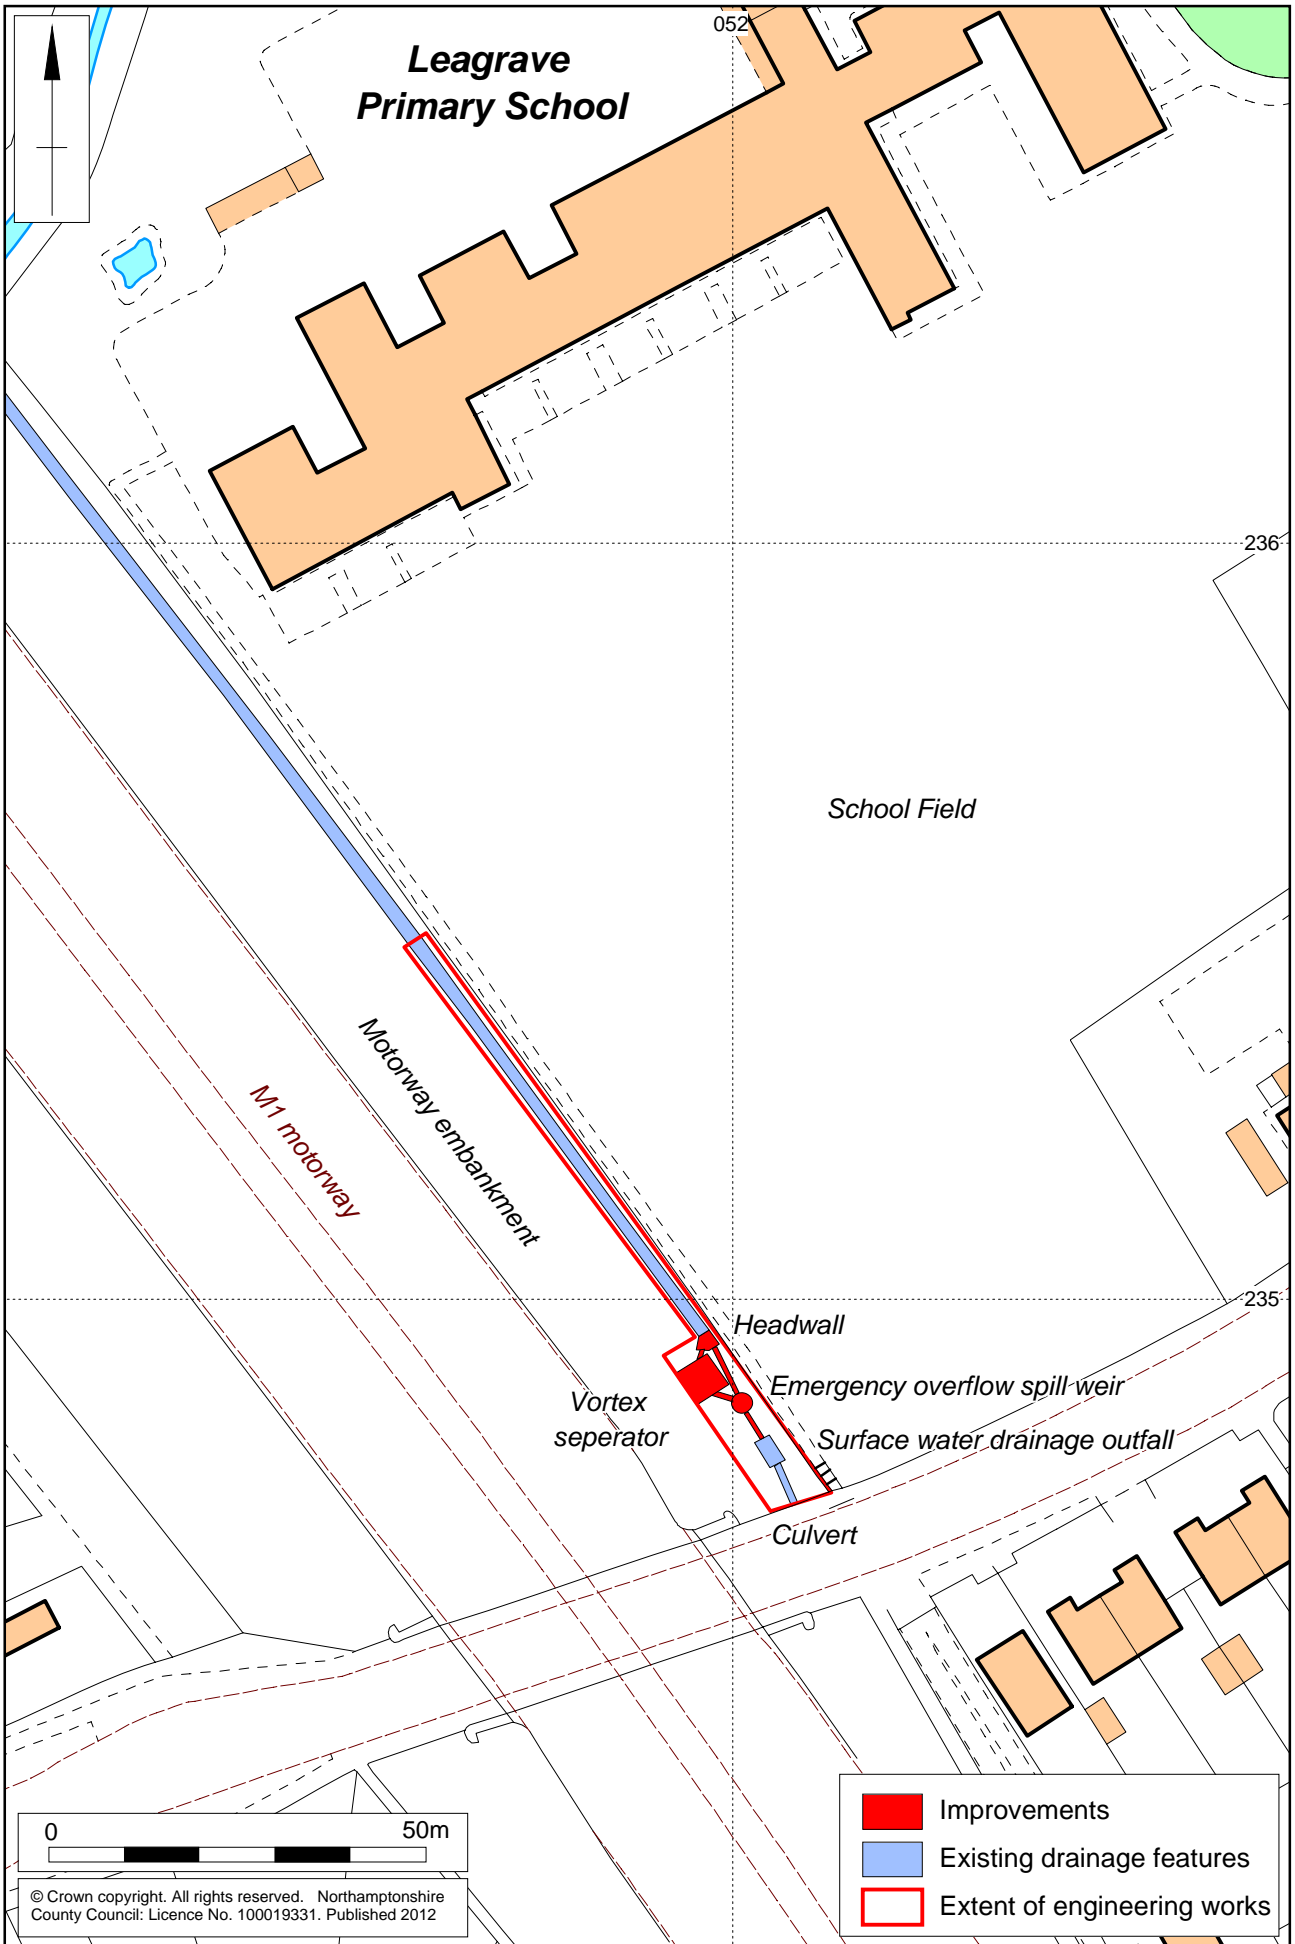 052
Leagrave
Primary School
236
School Field
Motorway embankment
M1 motorway
235
Headwall
Emergency overflow spill weir
Vortex
seperator
Surface water drainage outfall
Culvert
0 50m
© Crown copyright. All rights reserved. Northamptonshire
County Council: Licence No. 100019331. Published 2012
Improvements
Existing drainage features
Extent of engineering works